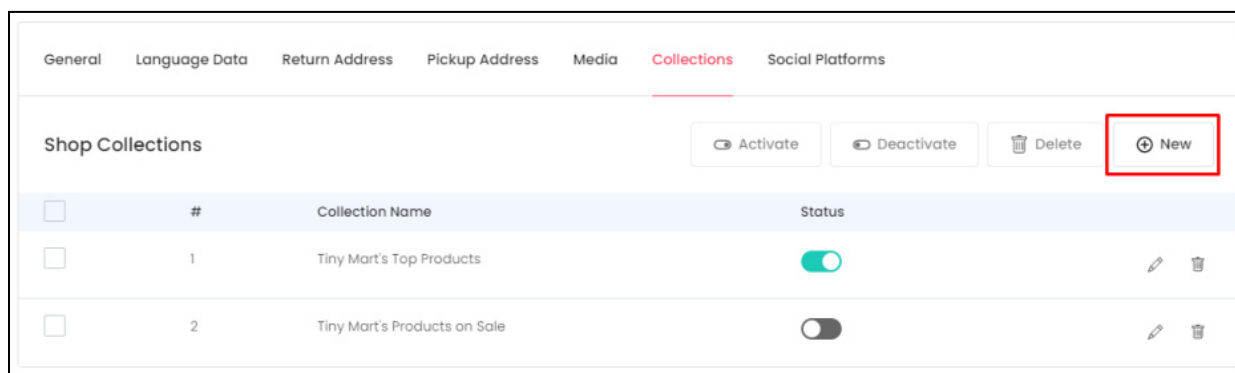 General Language Data Return Address Pickup Address Media Collections Social Platforms
Shop Collections Activate Deactivate Delete New
# Collection Name Status
1 Tiny Mart's Top Products
2 Tiny Mart's Products on Sale